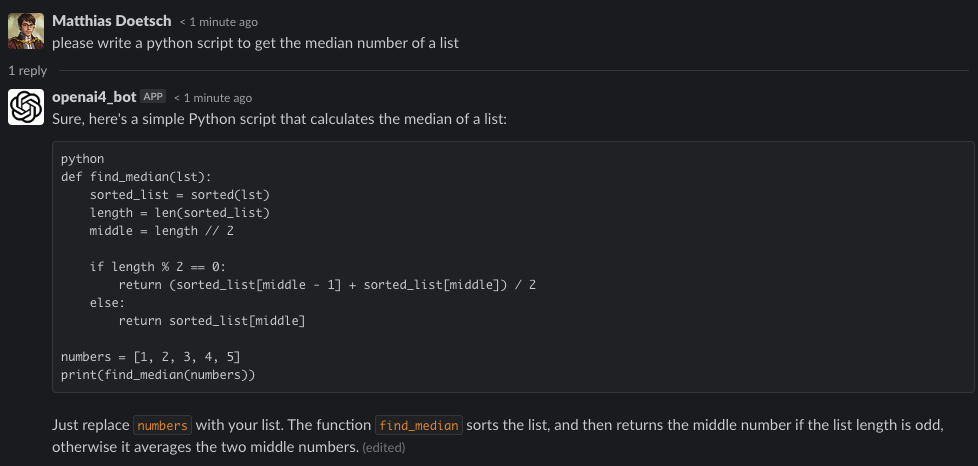 Matthias Doetsch < 1 minute ago
please write a python script to get the median number of a list
1 reply
openai4_bot APP < 1 minute ago
Sure, here's a simple Python script that calculates the median of a list:
python
def find_median(lst):
    sorted_list = sorted(lst)
    length = len(sorted_list)
    middle = length // 2
    if length % 2 == 0:
        return (sorted_list[middle - 1] + sorted_list[middle]) / 2
    else:
        return sorted_list[middle]
numbers = [1, 2, 3, 4, 5]
print(find_median(numbers))
Just replace numbers with your list. The function find_median sorts the list, and then returns the middle number if the list length is odd,
otherwise it averages the two middle numbers. (edited)